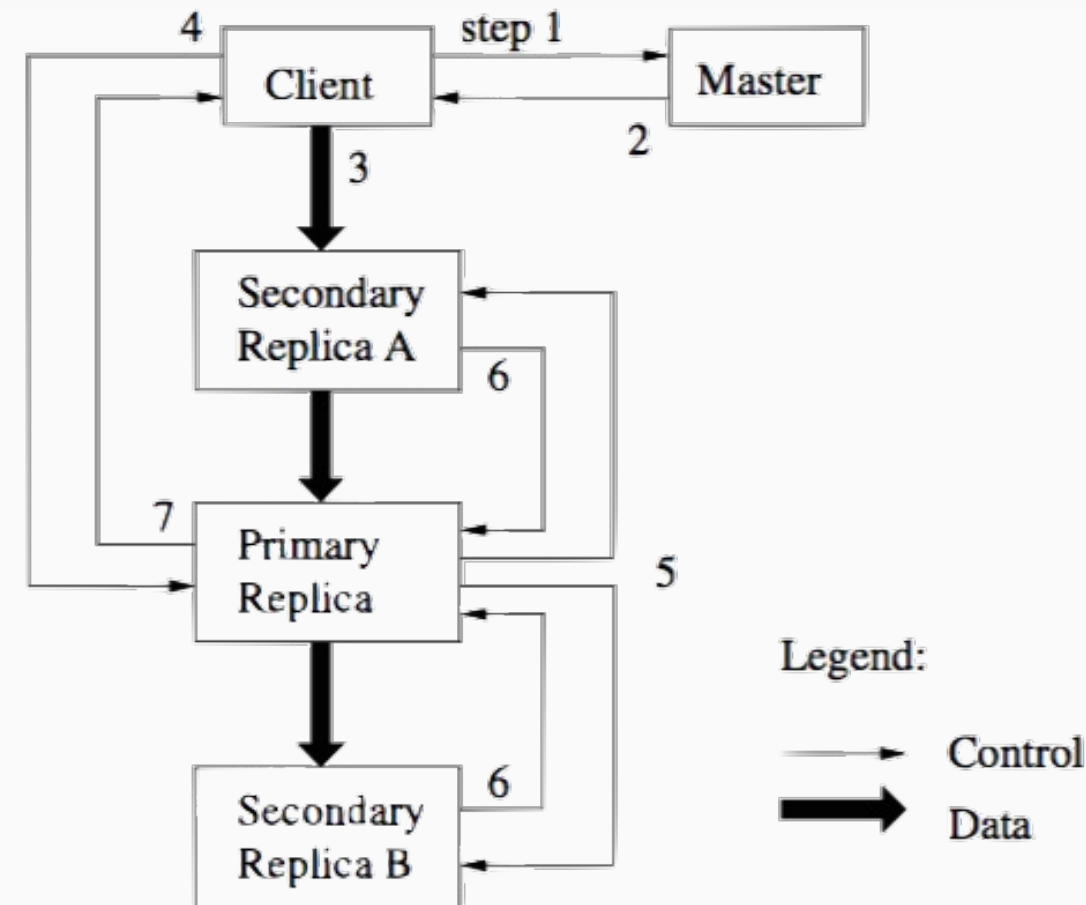 4
step 1
Client
Master
2
3
Secondary
Replica A
6
7
Primary
Replica
5
Legend:
Control
6
Secondary
Replica B
Data